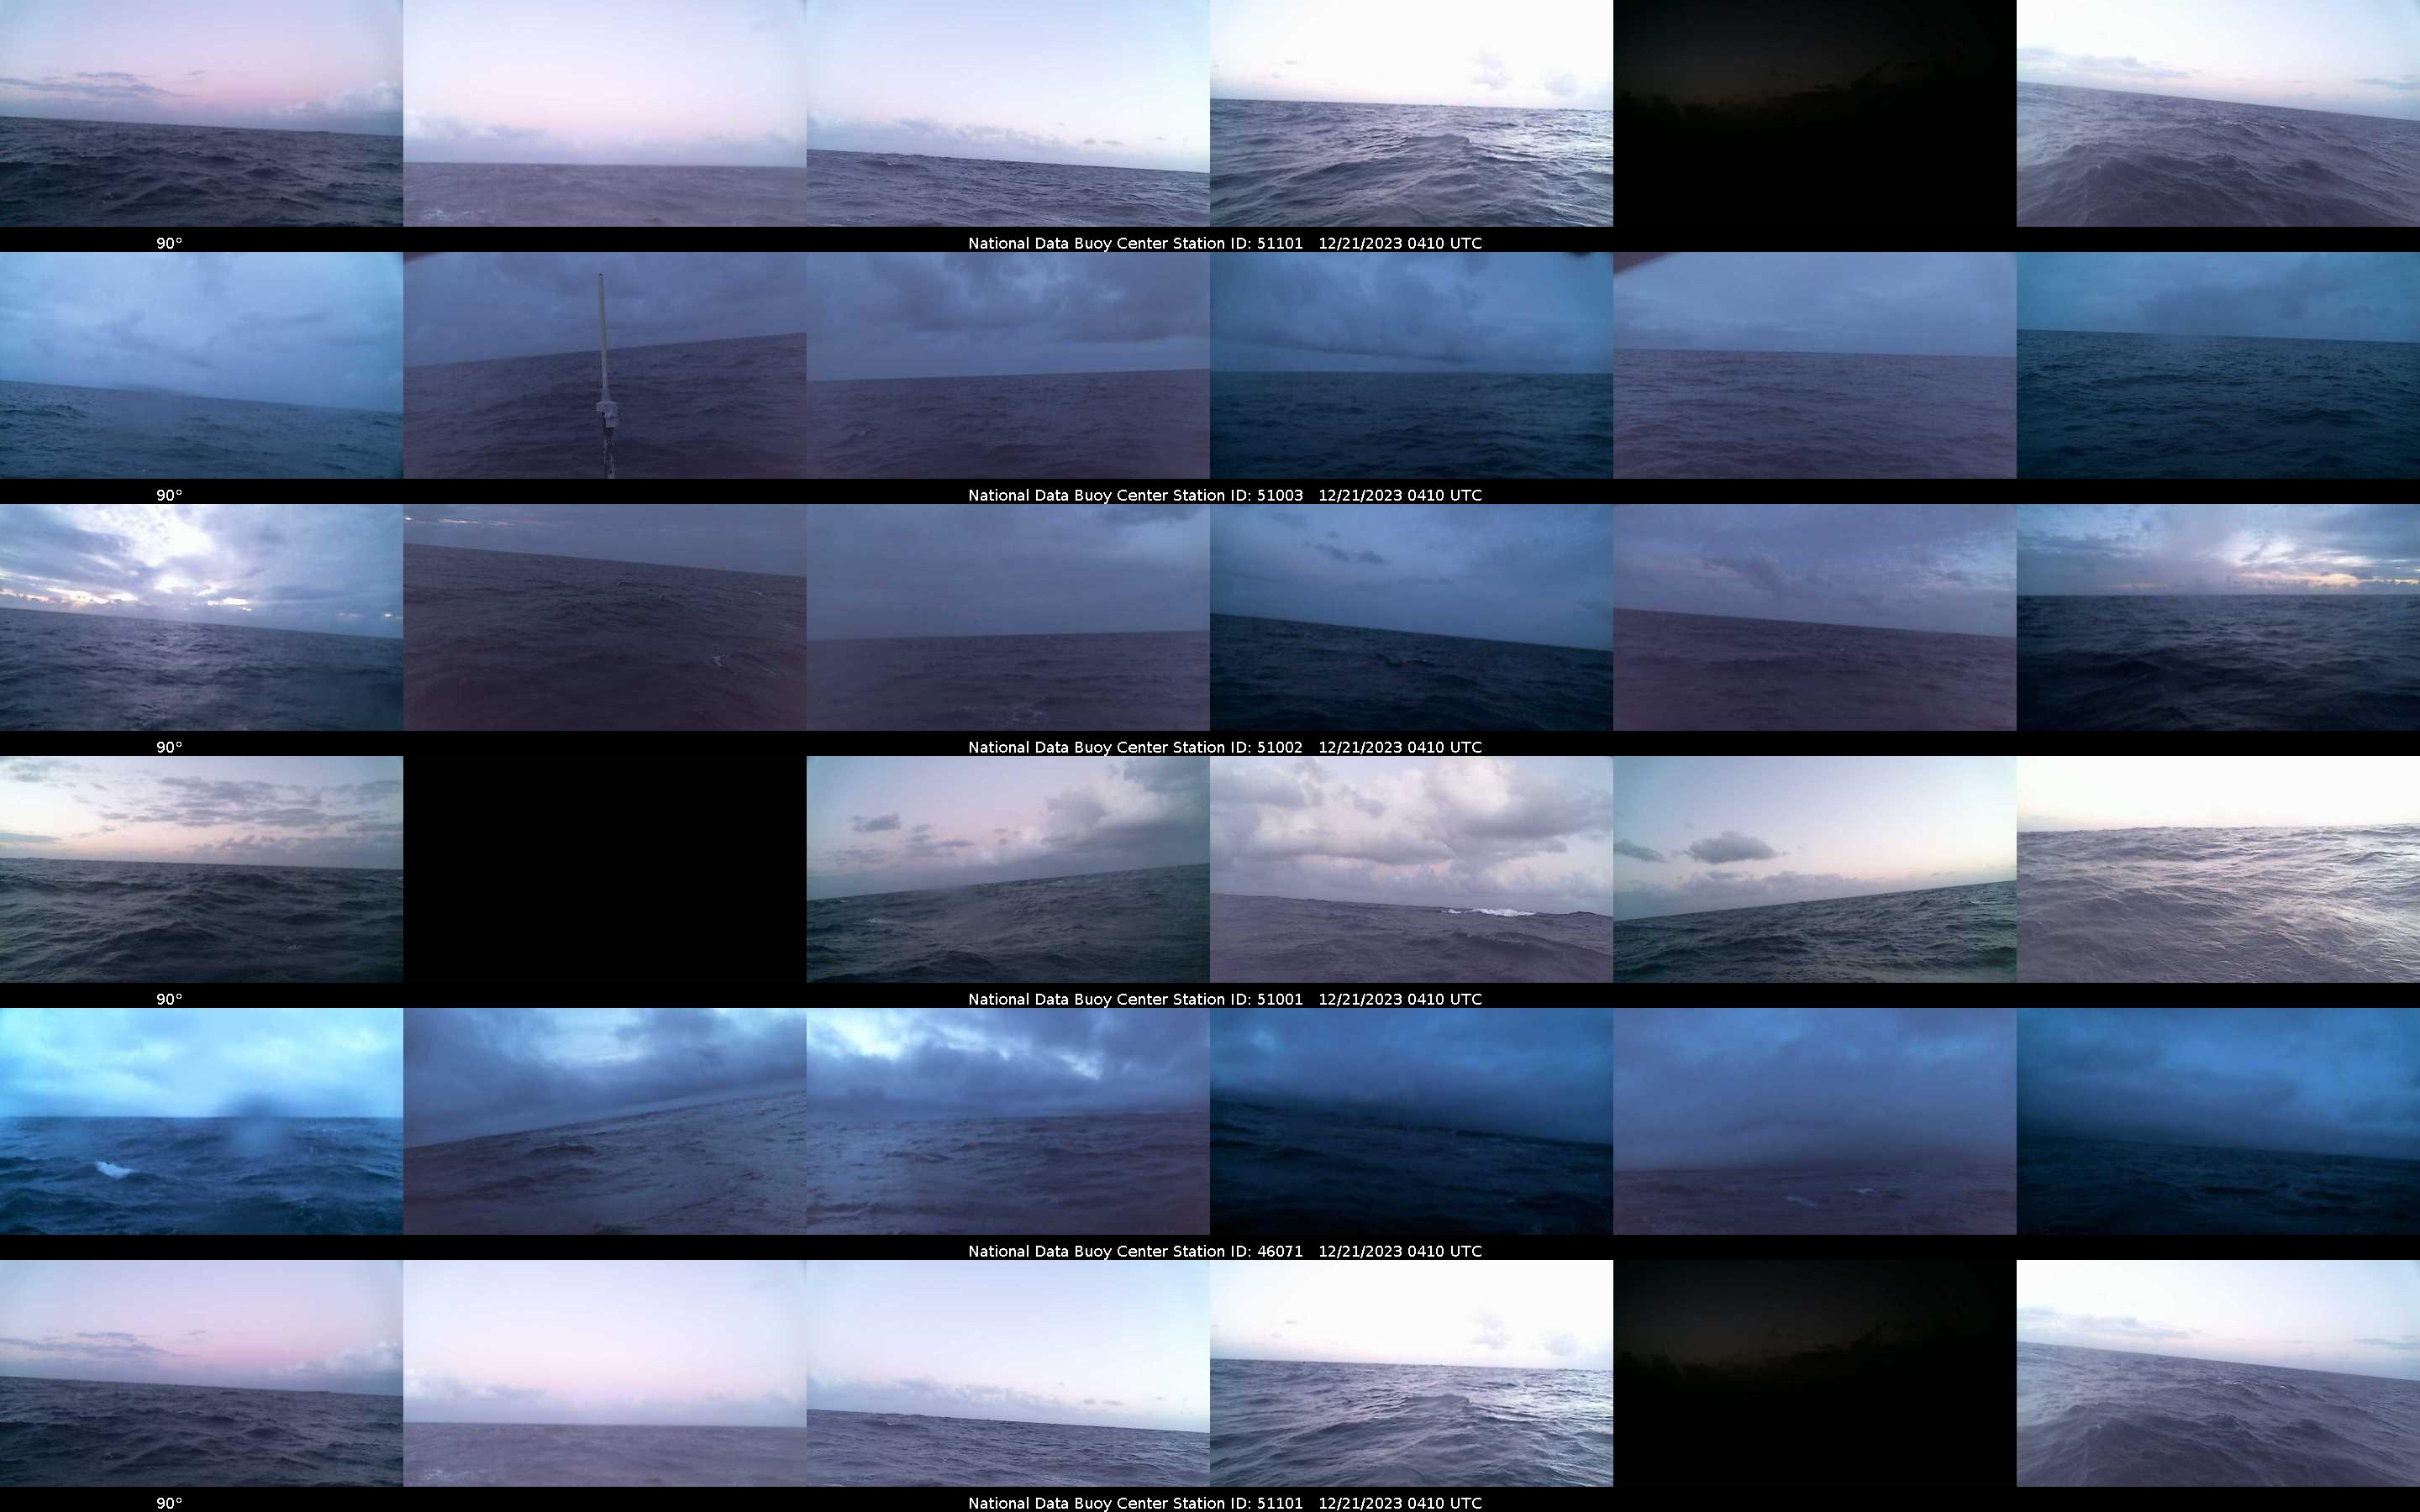 90° National Data Buoy Center Station ID: 51101 12/21/2023 0410 UTC
90° National Data Buoy Center Station ID: 51003 12/21/2023 0410 UTC
90° National Data Buoy Center Station ID: 51002 12/21/2023 0410 UTC
90° National Data Buoy Center Station ID: 51001 12/21/2023 0410 UTC
National Data Buoy Center Station ID: 46071 12/21/2023 0410 UTC
90° National Data Buoy Center Station ID: 51101 12/21/2023 0410 UTC